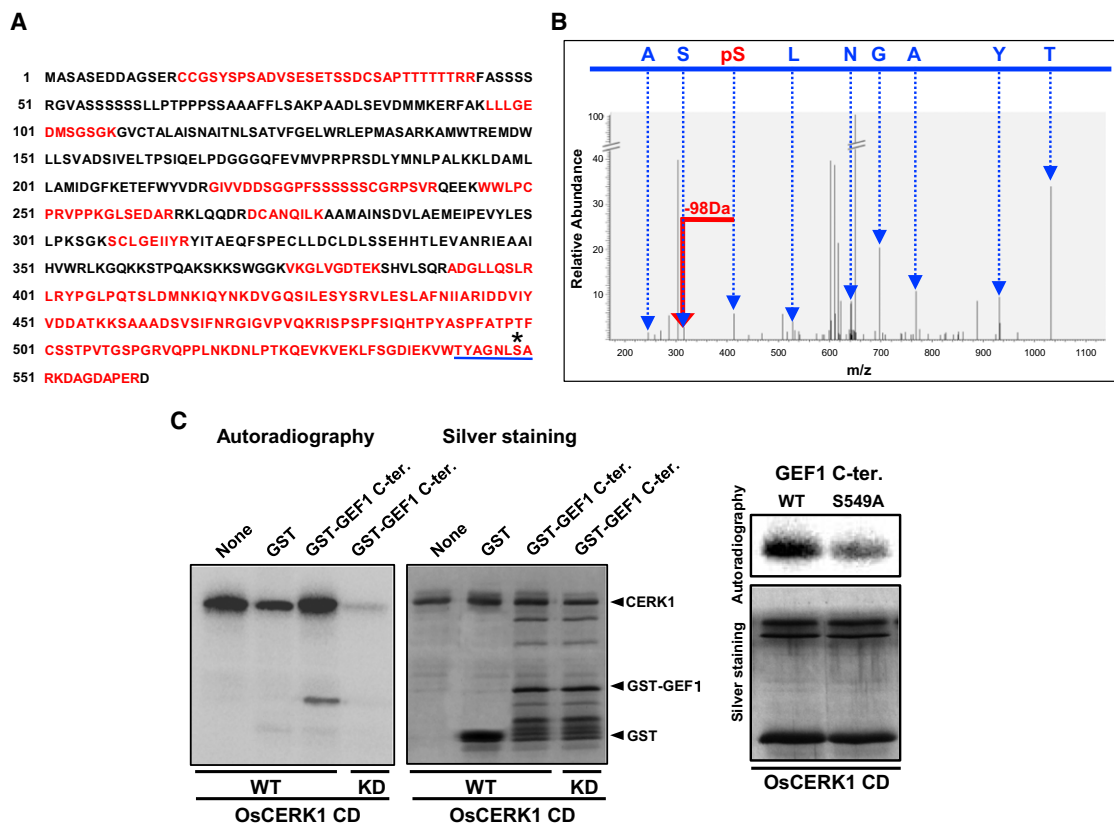 A
1 MASASEDDAGSERCCGSYSPSADVSESETSSDCSAPTTTTTTRRFASSSS
51 RGVASSSSSSLLPTPPPSSAAAFFLSAKPAADLSEVDMMKERFAKLLLGE
101 DMSGSGKGVCTALAISNAITNLSATVFGELWRLEPMASARKAMWTREMDW
151 LLSVADSIVELTPSIQELPDGGGQFEVMVPRPRSDLYMNLPALKKLDAML
201 LAMIDGFKETEFWYVDRGIVVDDSGGPFSSSSSSCGRPSVRQEEKWWLPC
251 PRVPPKGLSEDARRKLQQDRDCANQILKAAMAINSDVLAEMEIPEVYLES
301 LPKSGKSCLGEIIYRYITAEQFSPECLLDCLDLSSEHHTLEVANRIEAAI
351 HVWRLKGQKKSTPQAKSKKSWGGKVKGLVGDTEKSHVLSQRADGLLQSLR
401 LRYPGLPQTSLDMNKIQYNKDVGQSILESYSRVLESLAFNIIARIDDVIY
451 VDDATKKSAAADSVSIFNRGIGVPVQKRISPSPFSIQHTPYASPFATPTF
*
501 CSSTPVTGSPGRVQPPLNKDNLPTKQEVKVEKLFSGDIEKVWTYAGNLSA
551 RKDAGDAPERD
B
A S pS L N G A Y T
-98Da
Relative Abundance
100
40
30
20
10
200 300 400 500 600 700 800 900 1000 1100
m/z
C
Autoradiography
Silver staining
None GST GST-GEF1 C-ter. GST-GEF1 C-ter.
None GST GST-GEF1 C-ter. GST-GEF1 C-ter.
CERK1
GST-GEF1
GST
WT KD
OsCERK1 CD
WT KD
OsCERK1 CD
GEF1 C-ter.
WT S549A
Autoradiography
Silver staining
OsCERK1 CD